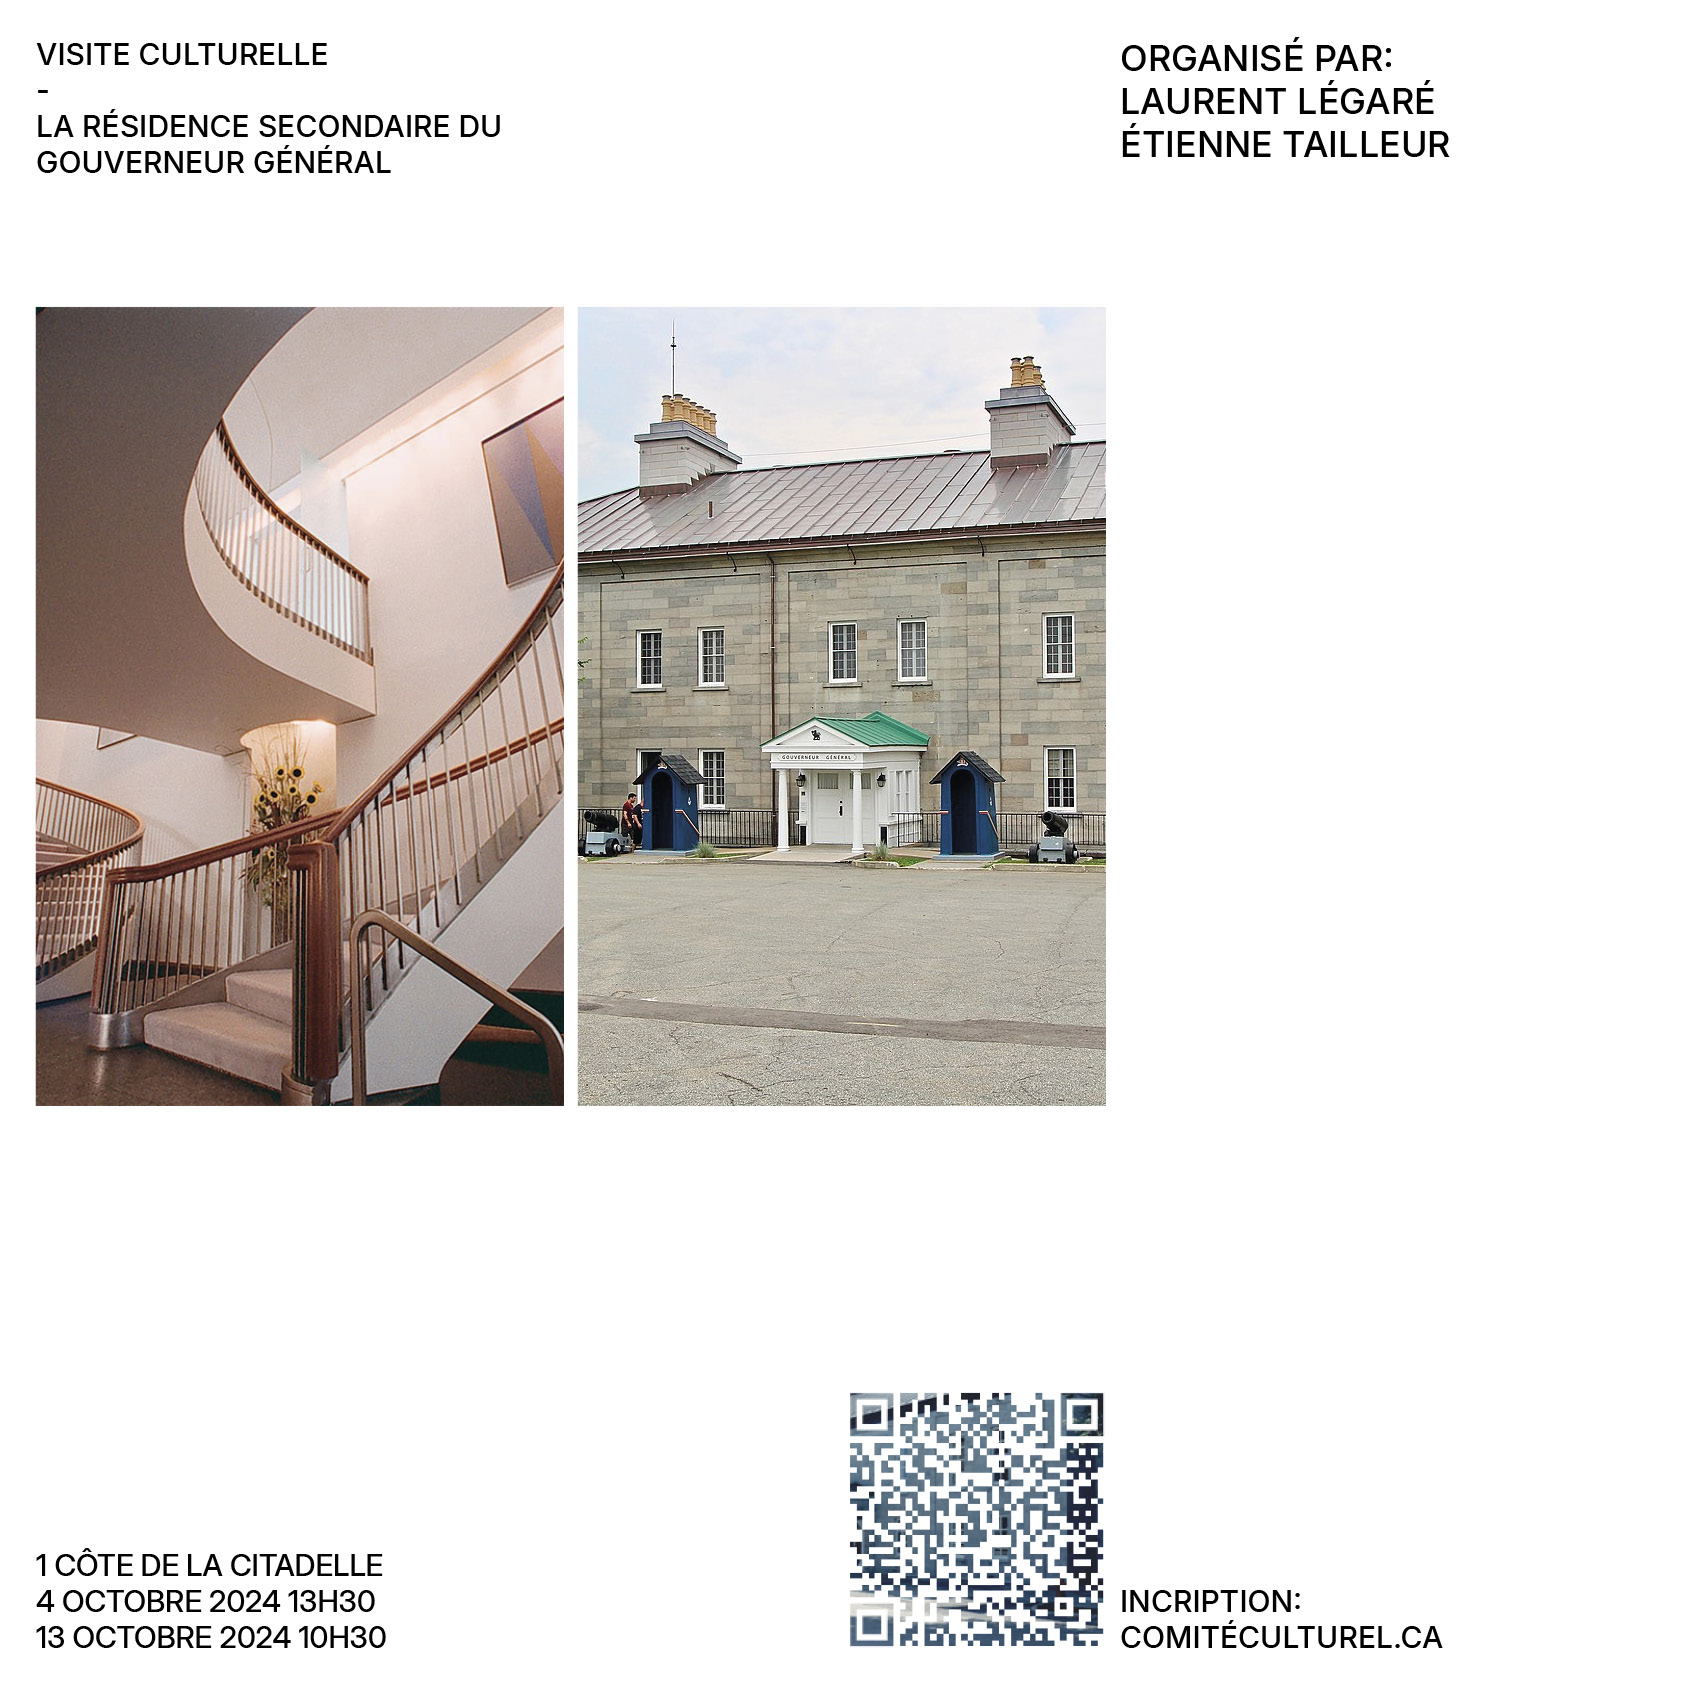 VISITE CULTURELLE
-
LA RÉSIDENCE SECONDAIRE DU
GOUVERNEUR GÉNÉRAL
ORGANISÉ PAR:
LAURENT LÉGARÉ
ÉTIENNE TAILLEUR
GOUVERNEUR GÉNÉRAL
1 CÔTE DE LA CITADELLE
4 OCTOBRE 2024 13H30
13 OCTOBRE 2024 10H30
INCRIPTION:
COMITÉCULTUREL.CA